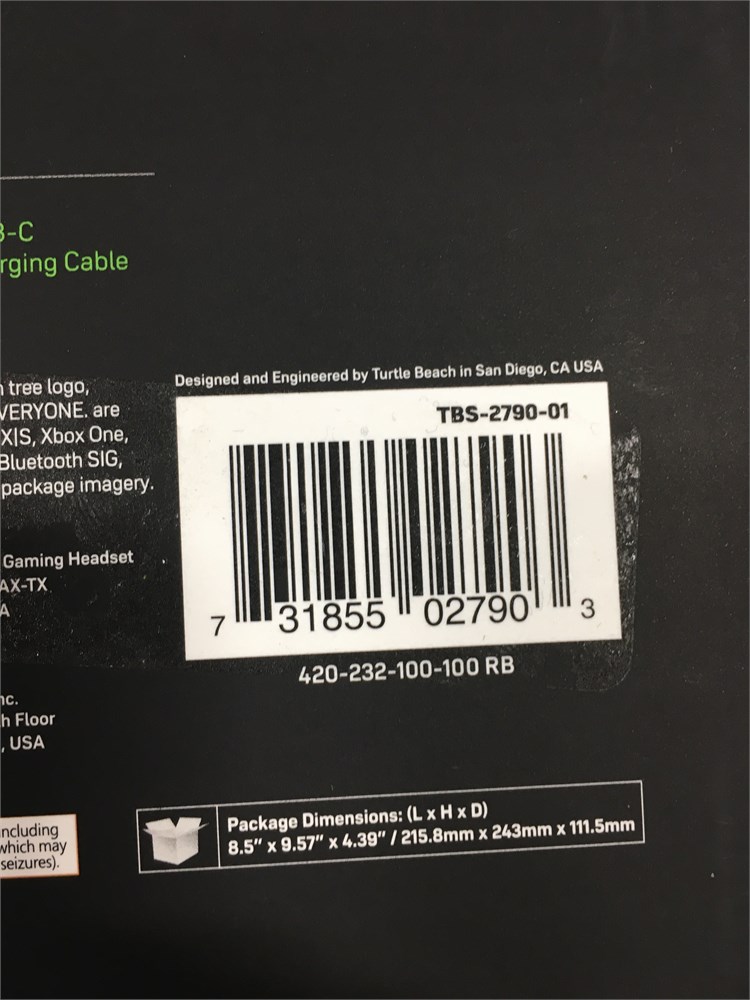 B-C
rging Cable
Designed and Engineered by Turtle Beach in San Diego, CA USA
tree logo,
VERYONE. are
X|S, Xbox One,
Bluetooth SIG,
package imagery.
TBS-2790-01
7 31855 02790 3
Gaming Headset
AX-TX
A
420-232-100-100 RB
nc.
h Floor
, USA
including
which may
seizures).
Package Dimensions: (L x H x D)
8.5" x 9.57" x 4.39" / 215.8mm x 243mm x 111.5mm